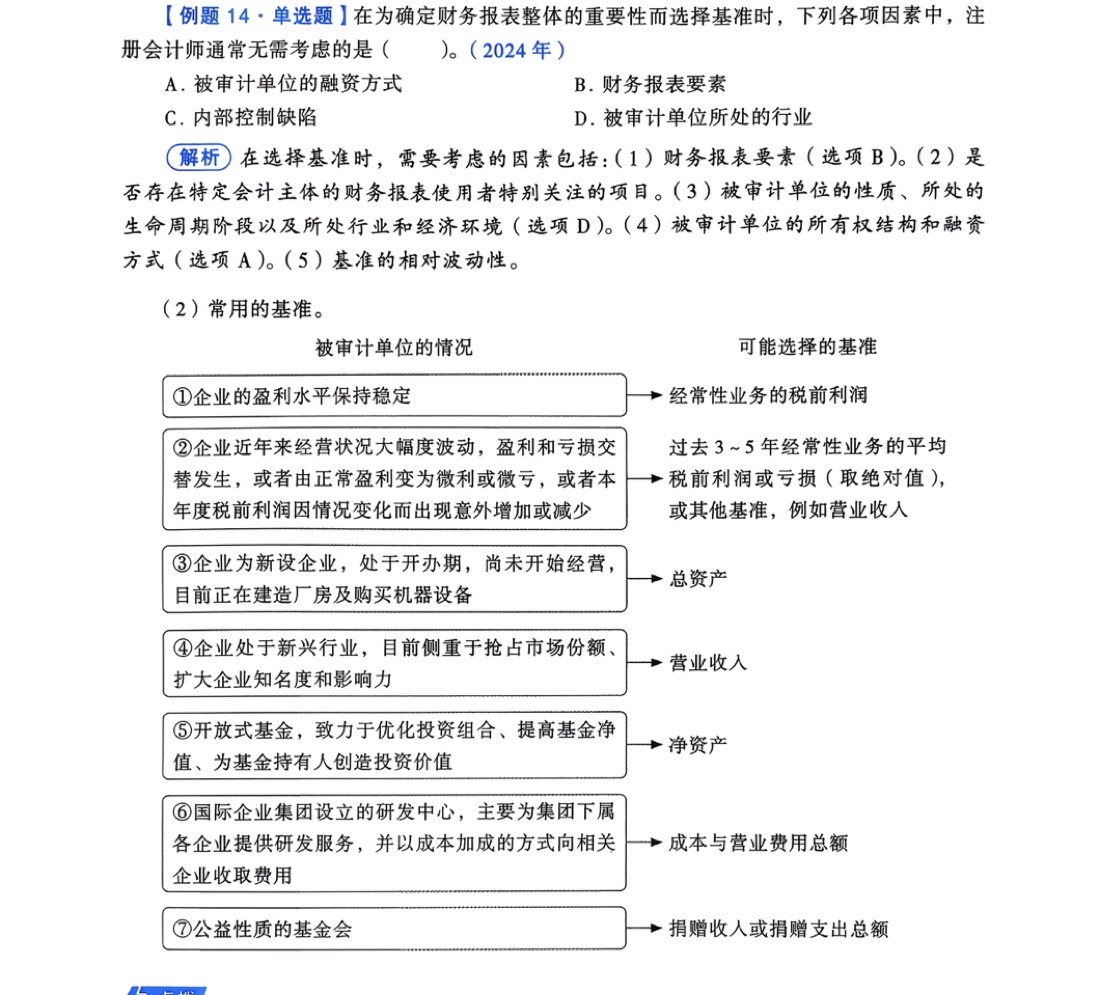 【例题 14·单选题】在为确定财务报表整体的重要性而选择基准时，下列各项因素中，注
册会计师通常无需考虑的是（　　）。（2024 年）
A. 被审计单位的融资方式　B. 财务报表要素
C. 内部控制缺陷　D. 被审计单位所处的行业
解析 在选择基准时，需要考虑的因素包括：（1）财务报表要素（选项 B）。（2）是
否存在特定会计主体的财务报表使用者特别关注的项目。（3）被审计单位的性质、所处的
生命周期阶段以及所处行业和经济环境（选项 D）。（4）被审计单位的所有权结构和融资
方式（选项 A）。（5）基准的相对波动性。
（2）常用的基准。
被审计单位的情况　可能选择的基准
①企业的盈利水平保持稳定
经常性业务的税前利润
②企业近年来经营状况大幅度波动，盈利和亏损交
替发生，或者由正常盈利变为微利或微亏，或者本
年度税前利润因情况变化而出现意外增加或减少
过去 3~5 年经常性业务的平均
税前利润或亏损（取绝对值），
或其他基准，例如营业收入
③企业为新设企业，处于开办期，尚未开始经营，
目前正在建造厂房及购买机器设备
总资产
④企业处于新兴行业，目前侧重于抢占市场份额、
扩大企业知名度和影响力
营业收入
⑤开放式基金，致力于优化投资组合、提高基金净
值、为基金持有人创造投资价值
净资产
⑥国际企业集团设立的研发中心，主要为集团下属
各企业提供研发服务，并以成本加成的方式向相关
企业收取费用
成本与营业费用总额
⑦公益性质的基金会
捐赠收入或捐赠支出总额